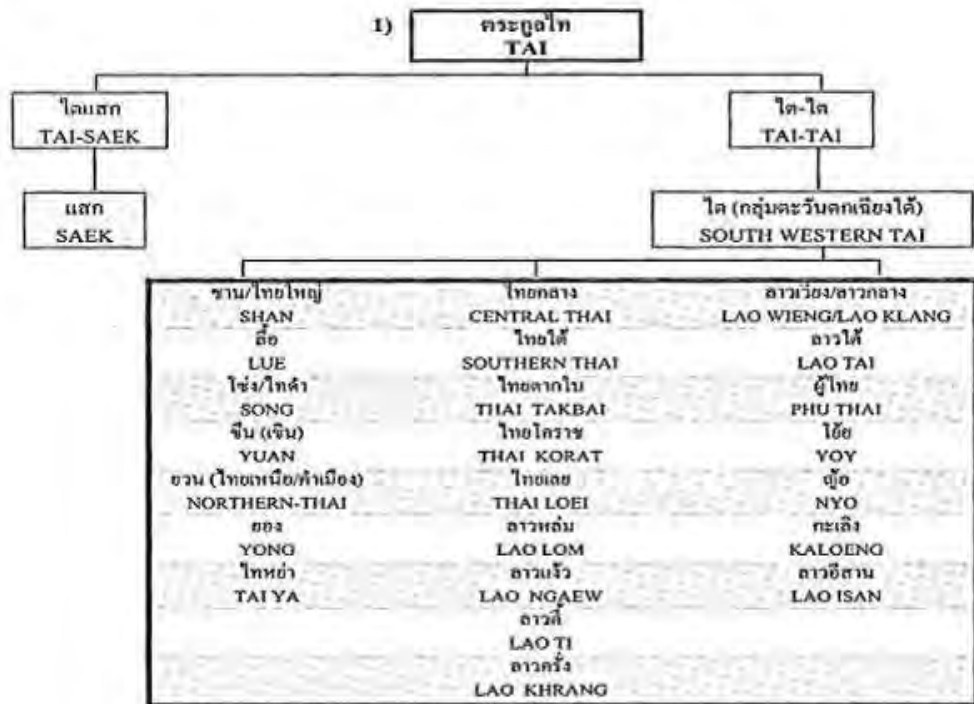 1)
ตระกูลไท
TAI
ไตแสก
TAI-SAEK
ไต-ไต
TAI-TAI
แสก
SAEK
ไต (กลุ่มตะวันตกเฉียงใต้)
SOUTH WESTERN TAI
ชาน/ไทยใหญ่
SHAN
ลื้อ
LUE
โซ่ง/ไทดำ
SONG
ขึน (เขิน)
YUAN
ยวน (ไทยเหนือ/คำเมือง)
NORTHERN-THAI
ยอง
YONG
ไทหย่า
TAI YA
ไทยกลาง
CENTRAL THAI
ไทยใต้
SOUTHERN THAI
ไทยตากใบ
THAI TAKBAI
ไทยโคราช
THAI KORAT
ไทยเลย
THAI LOEI
ลาวหล่ม
LAO LOM
ลาวแง้ว
LAO NGAEW
ลาวตี้
LAO TI
ลาวครั่ง
LAO KHRANG
ลาวเวียง/ลาวกลาง
LAO WIENG/LAO KLANG
ลาวใต้
LAO TAI
ผู้ไทย
PHU THAI
โย้ย
YOY
ญ้อ
NYO
กะเลิง
KALOENG
ลาวอีสาน
LAO ISAN